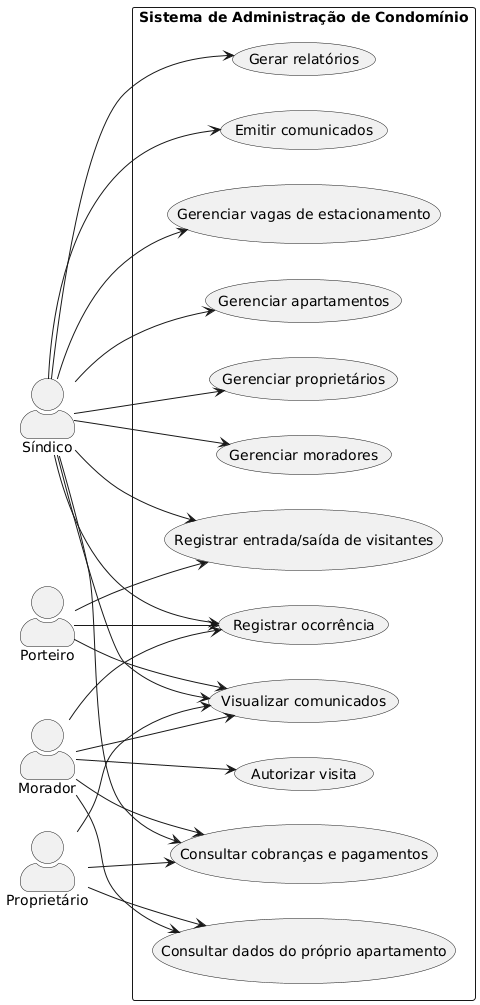 Sistema de Administração de Condomínio
Gerar relatórios
Emitir comunicados
Gerenciar vagas de estacionamento
Gerenciar apartamentos
Gerenciar proprietários
Síndico
Gerenciar moradores
Registrar entrada/saída de visitantes
Registrar ocorrência
Porteiro
Visualizar comunicados
Autorizar visita
Morador
Consultar cobranças e pagamentos
Proprietário
Consultar dados do próprio apartamento